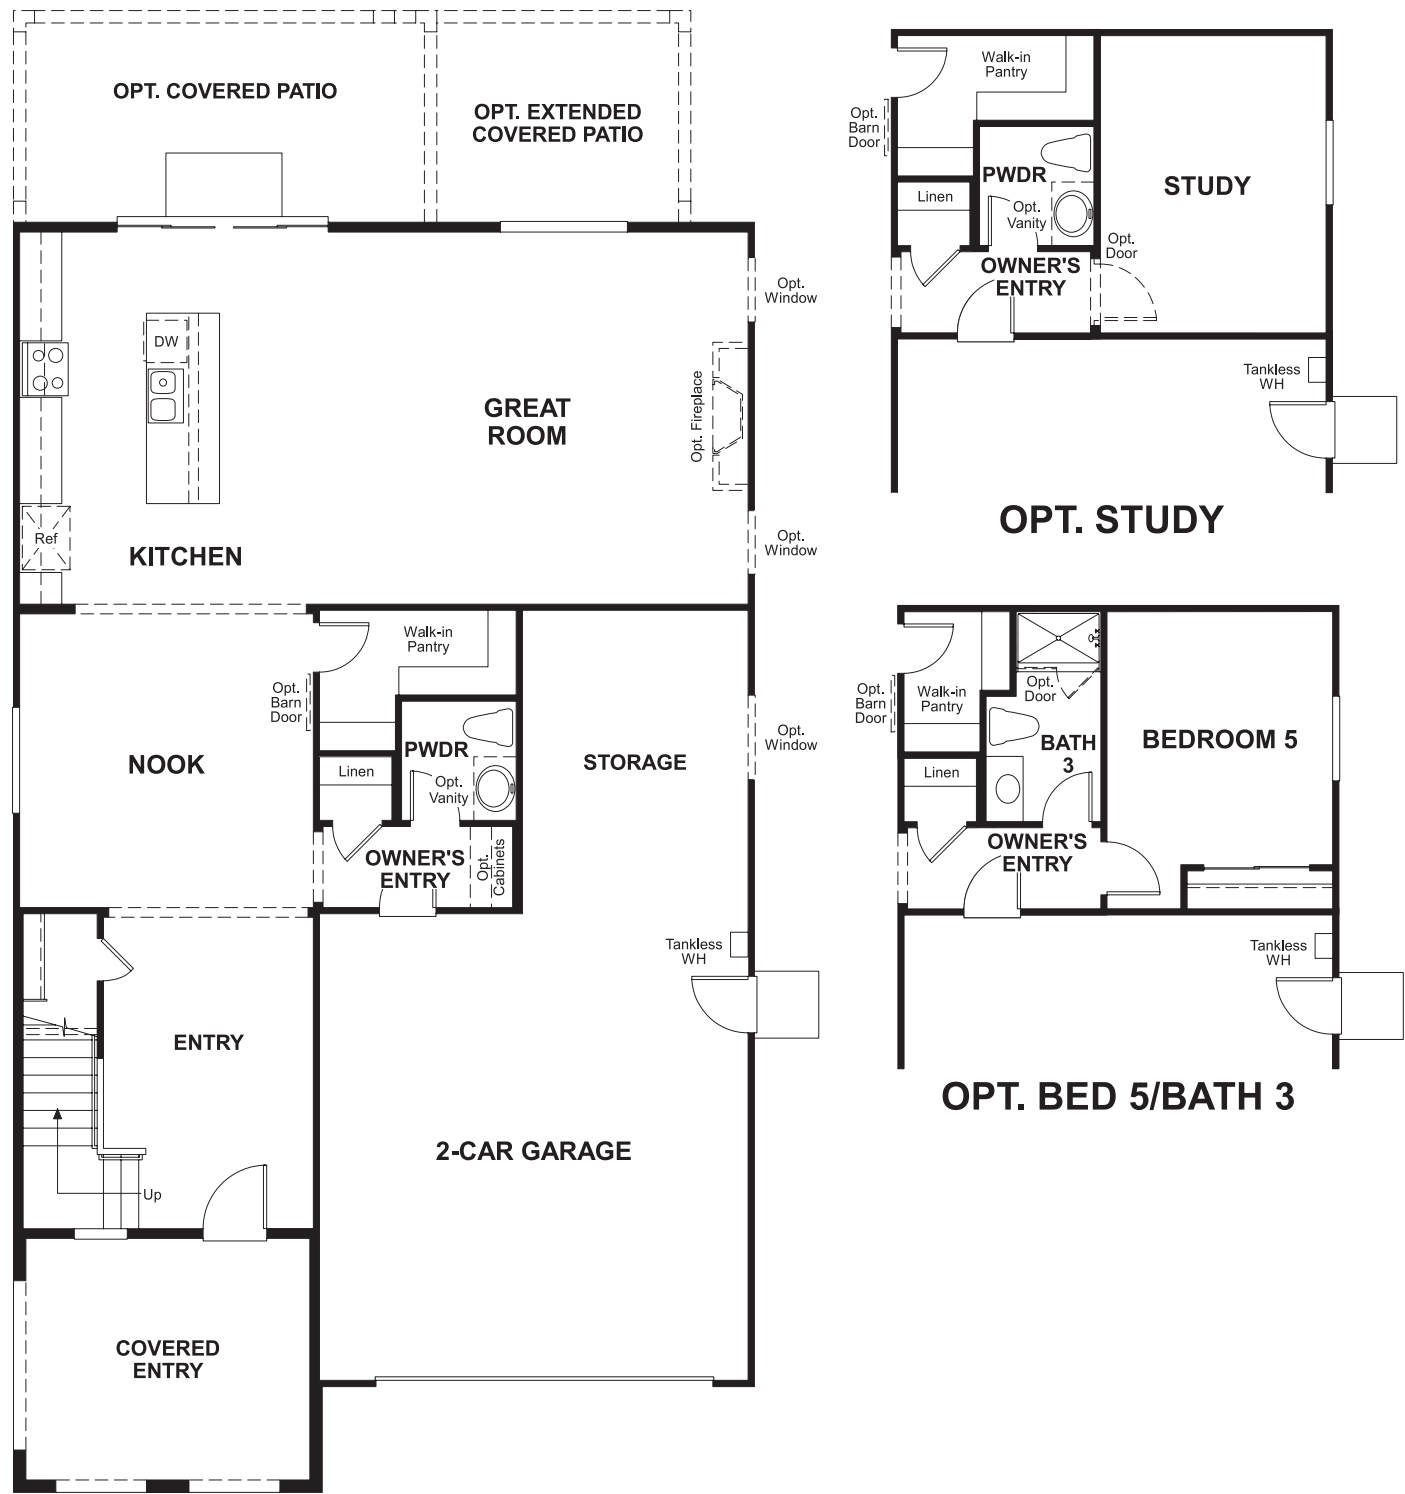 OPT. COVERED PATIO
OPT. EXTENDED
COVERED PATIO
Opt.
Window
DW
GREAT
ROOM
Opt. Fireplace
Ref
KITCHEN
Opt.
Window
Walk-in
Pantry
Opt.
Barn
Door
NOOK
PWDR
Opt.
Vanity
Linen
STORAGE
Opt.
Window
OWNER'S
ENTRY
Opt.
Cabinets
Tankless
WH
ENTRY
Up
2-CAR GARAGE
COVERED
ENTRY
Walk-in
Pantry
Opt.
Barn
Door
PWDR
STUDY
Linen
Opt.
Vanity
Opt.
Door
OWNER'S
ENTRY
Tankless
WH
OPT. STUDY
Opt.
Barn
Door
Walk-in
Pantry
Opt.
Door
BATH
3
BEDROOM 5
Linen
OWNER'S
ENTRY
Tankless
WH
OPT. BED 5/BATH 3